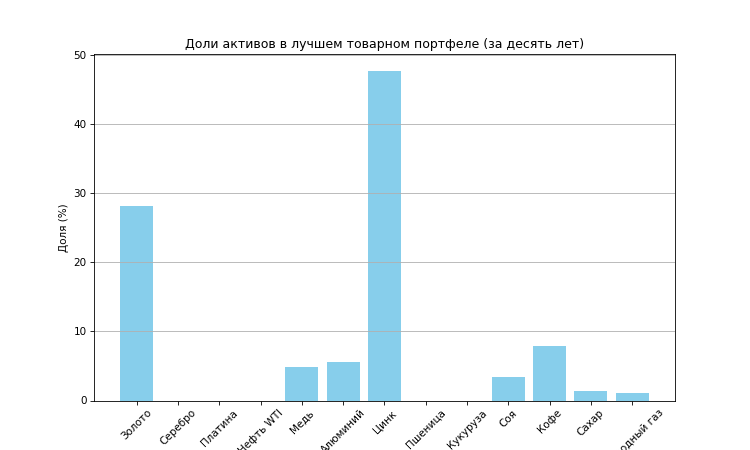 Доли активов в лучшем товарном портфеле (за десять лет)
Доля (%)
50
40
30
20
10
0
Золото
Серебро
Платина
Нефть WTI
Медь
Алюминий
Цинк
Пшеница
Кукуруза
Соя
Кофе
Сахар
газ